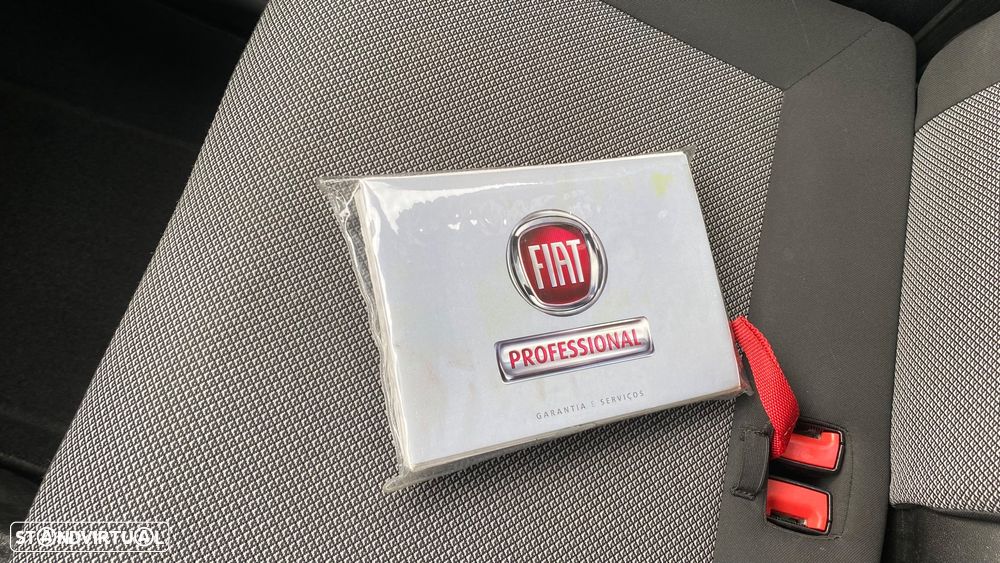 FIAT
PROFESSIONAL
GARANTIA E SERVIÇOS
STANDVIRTUAL